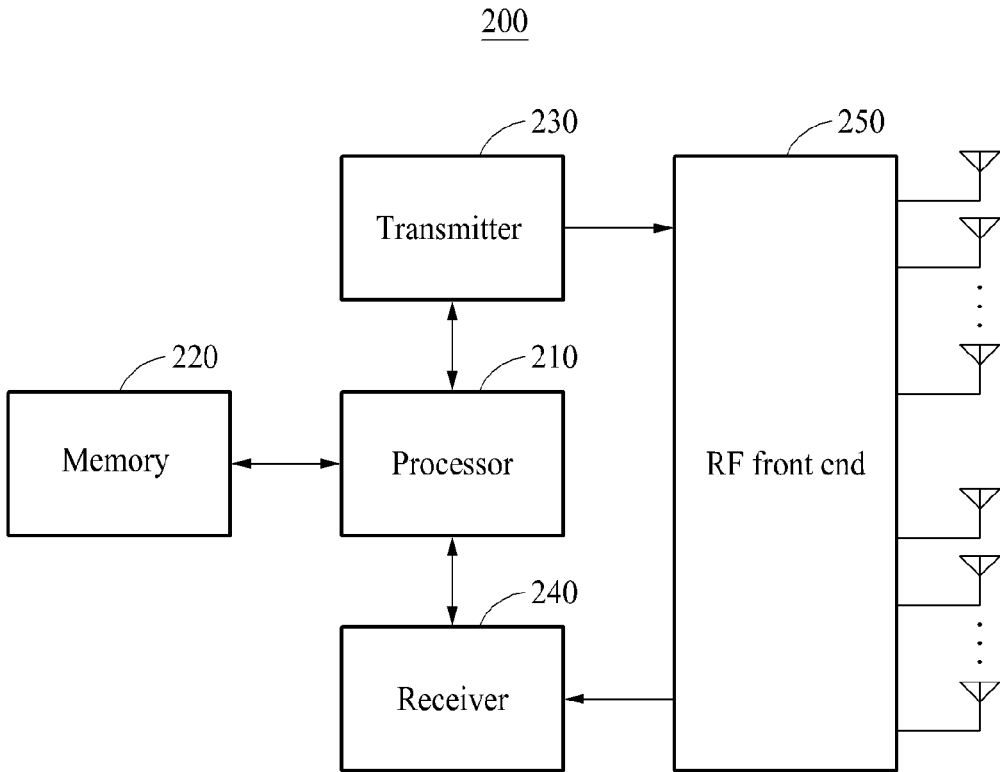 200
230
250
Transmitter
220
210
Memory
Processor
RF front end
240
Receiver